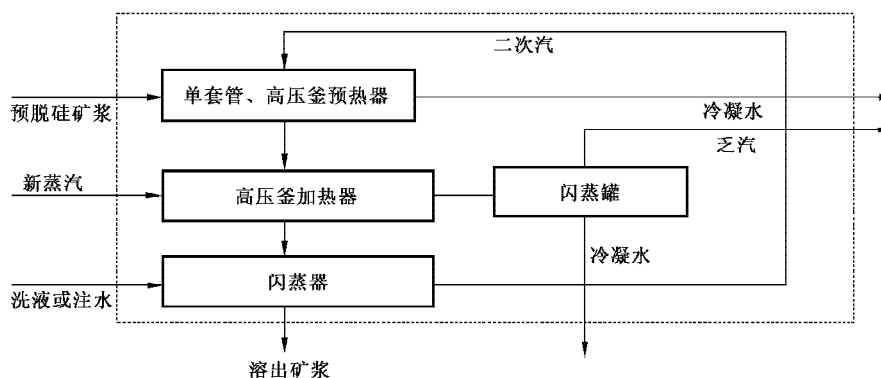 二次汽
单套管、高压釜预热器
预脱硅矿浆
冷凝水
乏汽
新蒸汽
高压釜加热器
闪蒸罐
冷凝水
闪蒸器
洗液或注水
溶出矿浆